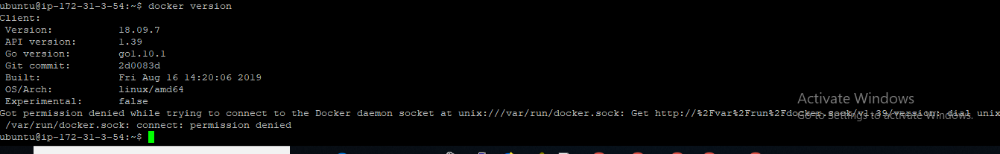 ubuntu@ip-172-31-3-54:~$ docker version
Client:
Version: 18.09.7
API version: 1.39
Go version: go1.10.1
Git commit: 2d0083d
Built: Fri Aug 16 14:20:06 2019
OS/Arch: linux/amd64
Experimental: false
Got permission denied while trying to connect to the Docker daemon socket at unix:///var/run/docker.sock: Get http://%2Fvar%2Frun%2Fdocker.sock/v1.39/version: dial unix
/var/run/docker.sock: connect: permission denied
ubuntu@ip-172-31-3-54:~$
Activate Windows
Go to Settings to activate Windows.